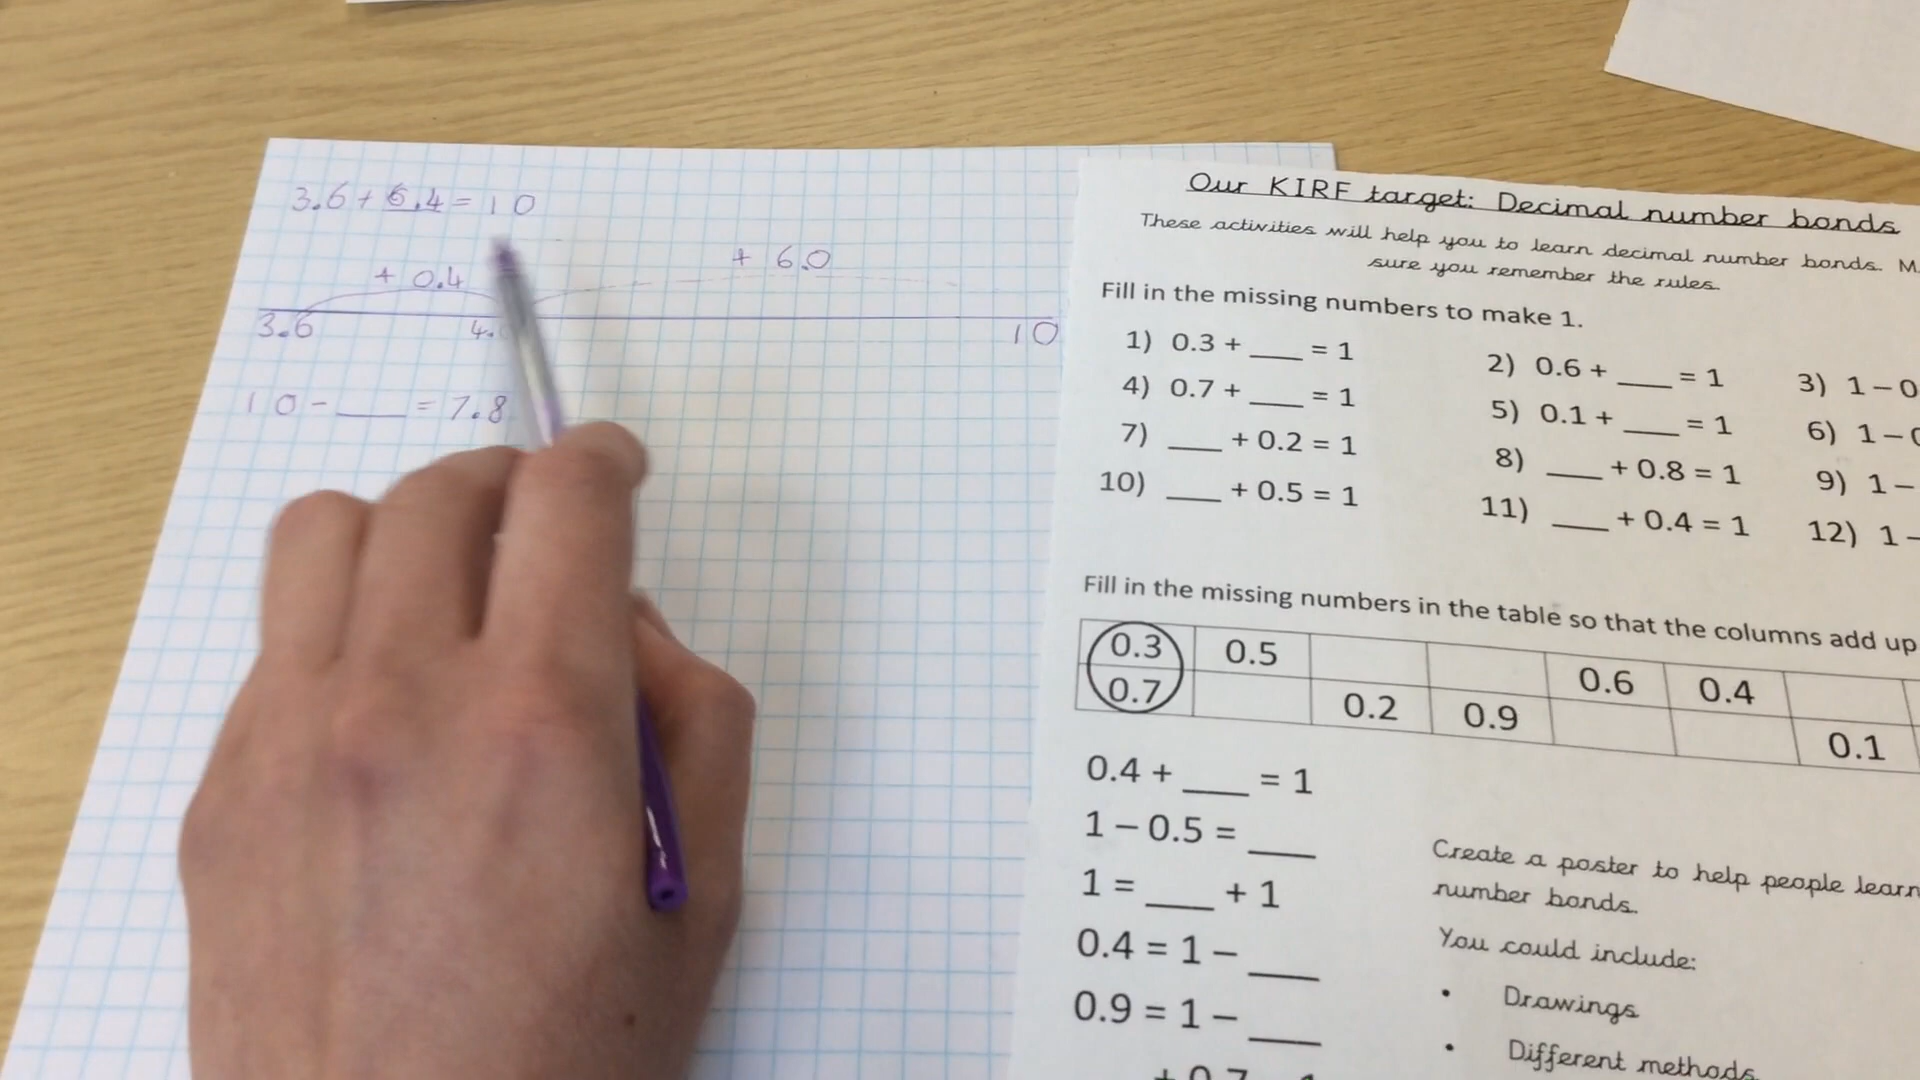 3.6 + 6.4 = 10
+ 0.4
+ 6.0
3.6
4.
10
10 - ___ = 7.8
Our KIRF target: Decimal number bonds
These activities will help you to learn decimal number bonds. M
sure you remember the rules.
Fill in the missing numbers to make 1.
1) 0.3 + ___ = 1 2) 0.6 + ___ = 1 3) 1 – 0
4) 0.7 + ___ = 1 5) 0.1 + ___ = 1 6) 1 –
7) ___ + 0.2 = 1 8) ___ + 0.8 = 1 9) 1 –
10) ___ + 0.5 = 1 11) ___ + 0.4 = 1 12) 1 –
Fill in the missing numbers in the table so that the columns add up
0.3 0.5 0.6 0.4
0.7 0.2 0.9 0.1
0.4 + ___ = 1
1 – 0.5 = ___
1 = ___ + 1
0.4 = 1 – ___
0.9 = 1 – ___
Create a poster to help people learn
number bonds.
You could include:
• Drawings
• Different methods